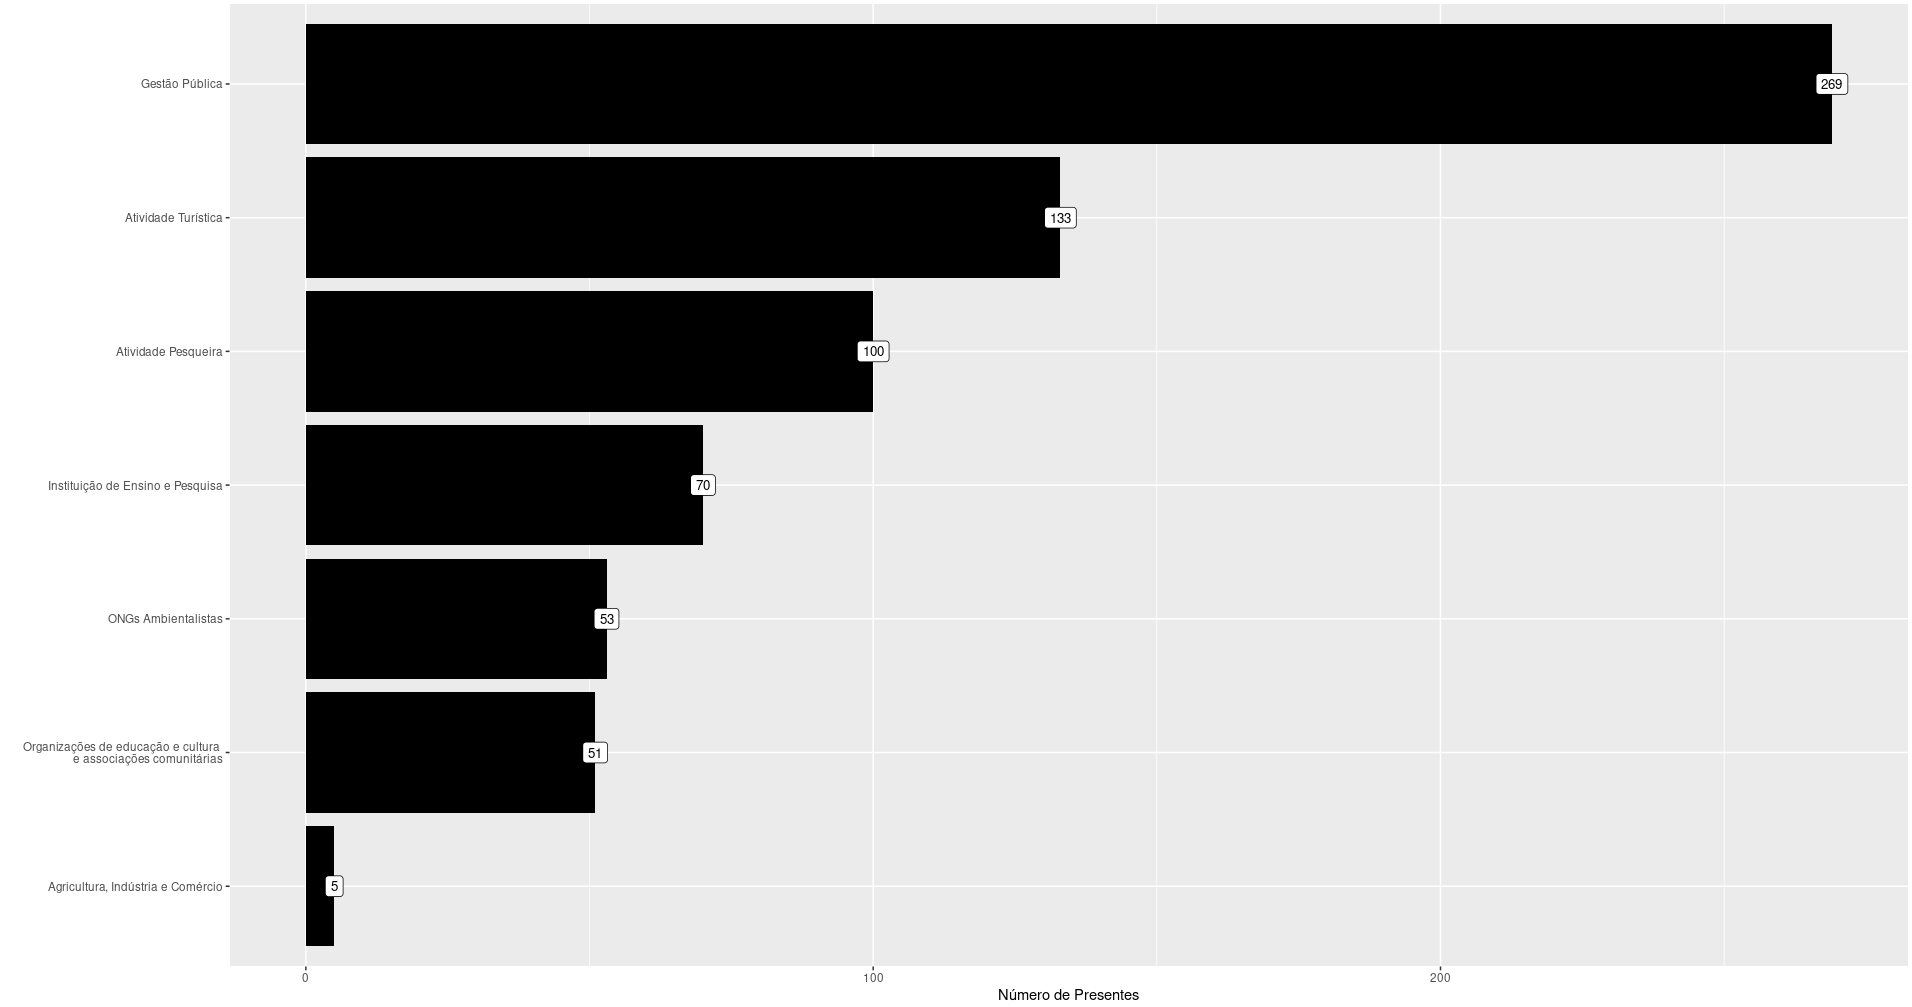 Gestão Pública
269
Atividade Turística
133
Atividade Pesqueira
100
Instituição de Ensino e Pesquisa
70
ONGs Ambientalistas
53
Organizações de educação e cultura
e associações comunitárias
51
Agricultura, Indústria e Comércio
5
0
100
200
Número de Presentes